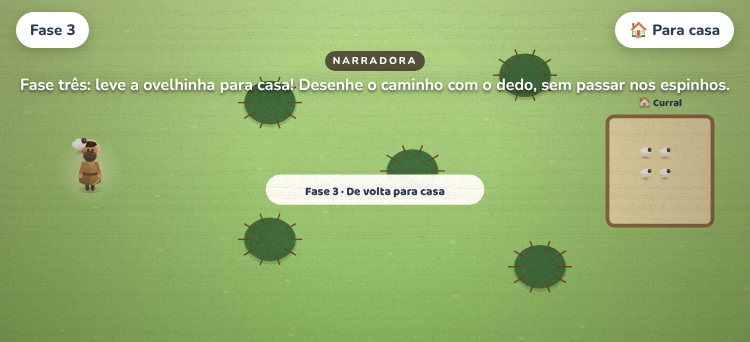 Fase 3
🏠 Para casa
NARRADORA
Fase três: leve a ovelhinha para casa! Desenhe o caminho com o dedo, sem passar nos espinhos.
🏠 Curral
Fase 3 · De volta para casa